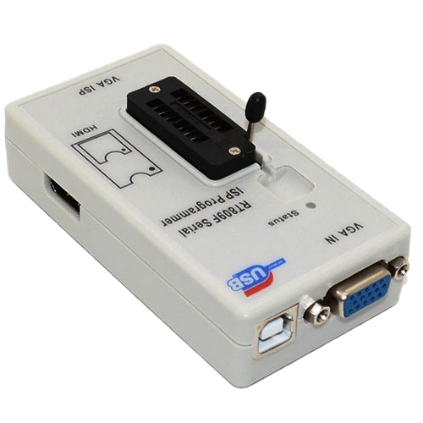 VGA ISP
HDMI
RT809F Serial
ISP Programmer
Status
VGA IN
USB